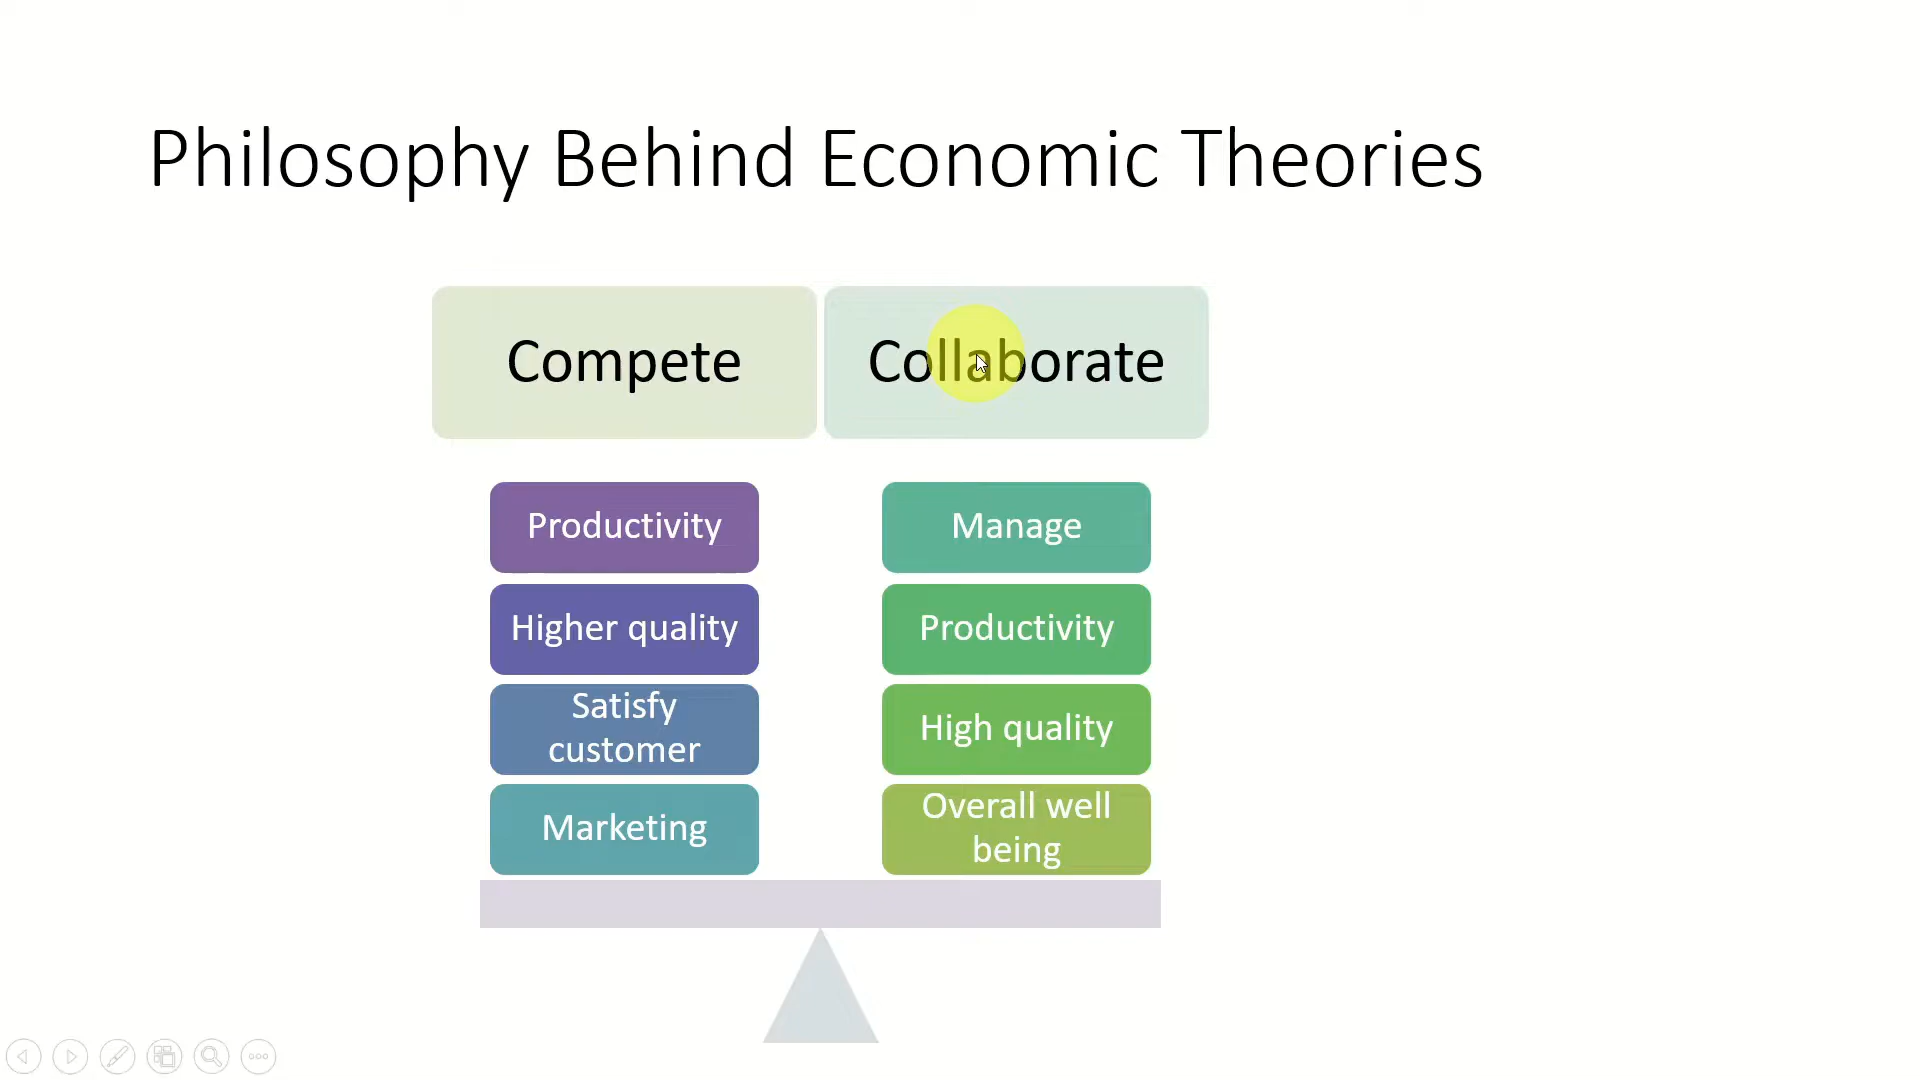 Philosophy Behind Economic Theories
Compete
Collaborate
Productivity
Higher quality
Satisfy
customer
Marketing
Manage
Productivity
High quality
Overall well
being